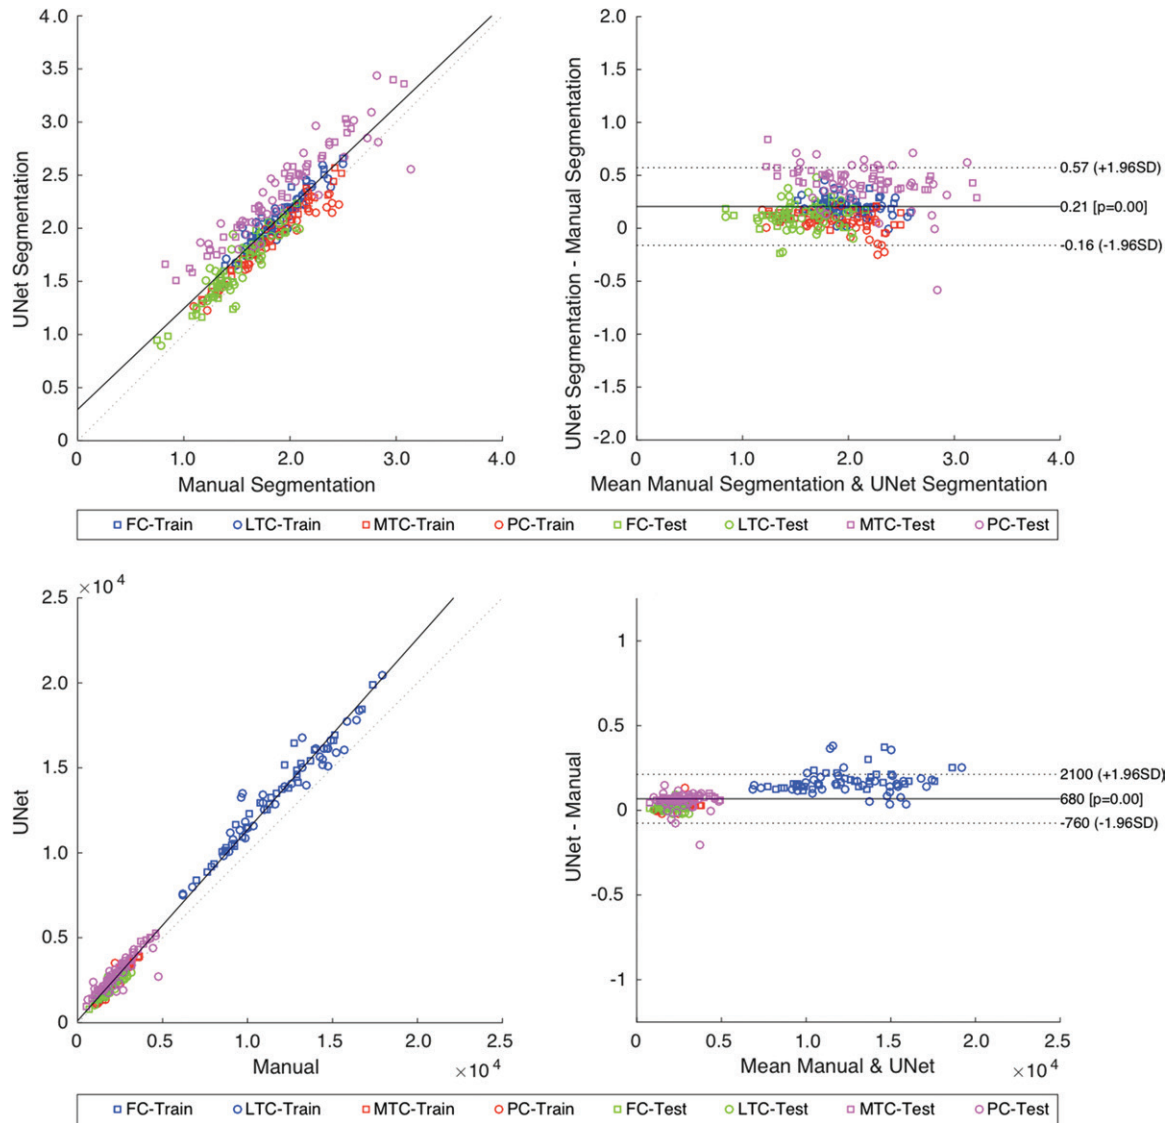 4.0
3.5
3.0
2.5
2.0
1.5
1.0
0.5
0
UNet Segmentation
0 1.0 2.0 3.0 4.0
Manual Segmentation
2.0
1.5
1.0
0.5
0
-0.5
-1.0
-1.5
-2.0
UNet Segmentation - Manual Segmentation
0.57 (+1.96SD)
0.21 [p=0.00]
-0.16 (-1.96SD)
0 1.0 2.0 3.0 4.0
Mean Manual Segmentation & UNet Segmentation
FC-Train LTC-Train MTC-Train PC-Train FC-Test LTC-Test MTC-Test PC-Test
×10⁴
2.5
2.0
1.5
1.0
0.5
0
UNet
0 0.5 1.0 1.5 2.0 2.5
Manual ×10⁴
1
0.5
0
-0.5
-1
UNet - Manual
2100 (+1.96SD)
680 [p=0.00]
-760 (-1.96SD)
0 0.5 1.0 1.5 2.0 2.5
Mean Manual & UNet ×10⁴
FC-Train LTC-Train MTC-Train PC-Train FC-Test LTC-Test MTC-Test PC-Test